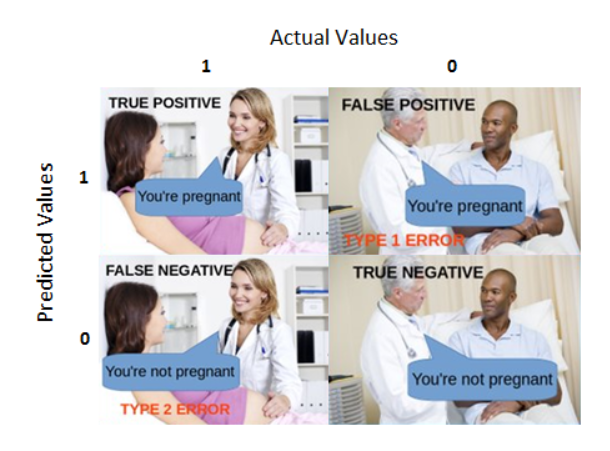 Actual Values
1
0
Predicted Values
1
0
TRUE POSITIVE
You're pregnant
FALSE POSITIVE
You're pregnant
TYPE 1 ERROR
FALSE NEGATIVE
You're not pregnant
TYPE 2 ERROR
TRUE NEGATIVE
You're not pregnant